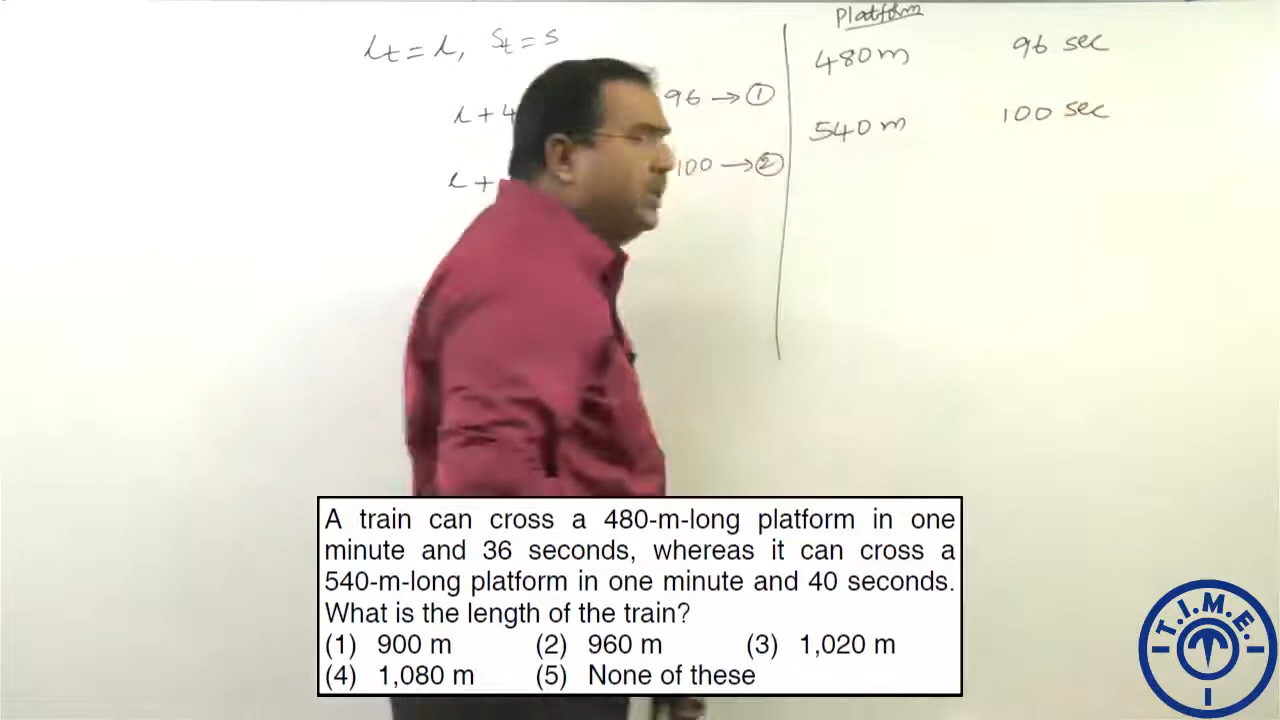 lt = l, St = s
l + 4 96 → ①
l + 100 → ②
Platform
480 m 96 sec
540 m 100 sec
A train can cross a 480-m-long platform in one
minute and 36 seconds, whereas it can cross a
540-m-long platform in one minute and 40 seconds.
What is the length of the train?
(1) 900 m (2) 960 m (3) 1,020 m
(4) 1,080 m (5) None of these
T.I.M.E.